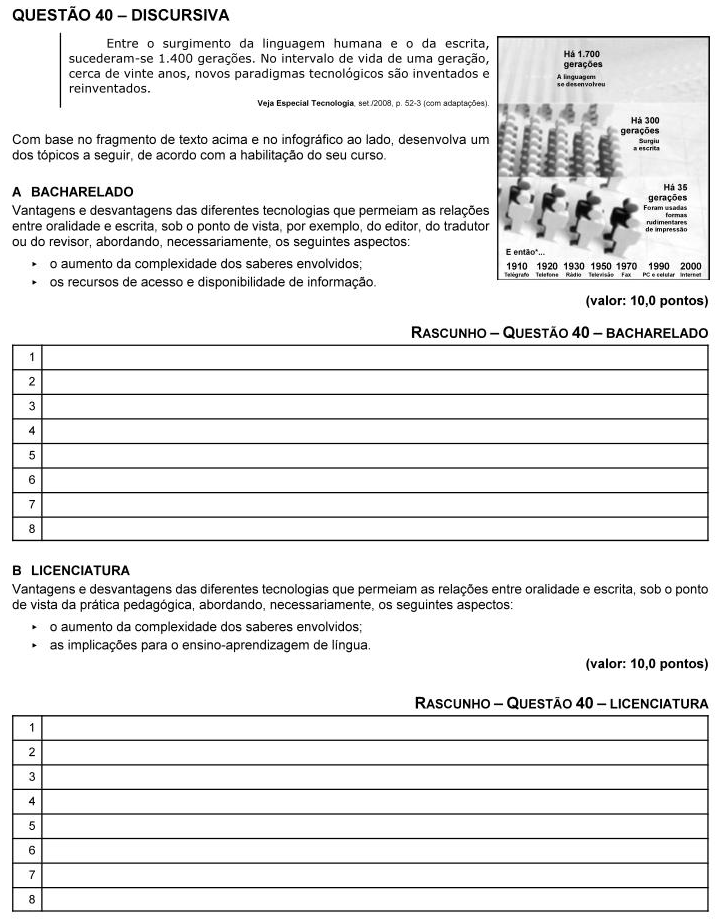 QUESTÃO 40 – DISCURSIVA
Entre o surgimento da linguagem humana e o da escrita,
sucederam-se 1.400 gerações. No intervalo de vida de uma geração,
cerca de vinte anos, novos paradigmas tecnológicos são inventados e
reinventados.
Veja Especial Tecnologia, set./2008, p. 52-3 (com adaptações).
Com base no fragmento de texto acima e no infográfico ao lado, desenvolva um
dos tópicos a seguir, de acordo com a habilitação do seu curso.
Há 1.700
gerações
A linguagem
se desenvolveu
Há 300
gerações
Surgiu
a escrita
Há 35
gerações
Foram usadas
formas
rudimentares
de impressão
E então*...
1910 1920 1930 1950 1970 1990 2000
Telégrafo Telefone Rádio Televisão Fax PC e celular Internet
A BACHARELADO
Vantagens e desvantagens das diferentes tecnologias que permeiam as relações
entre oralidade e escrita, sob o ponto de vista, por exemplo, do editor, do tradutor
ou do revisor, abordando, necessariamente, os seguintes aspectos:
‣ o aumento da complexidade dos saberes envolvidos;
‣ os recursos de acesso e disponibilidade de informação.
(valor: 10,0 pontos)
RASCUNHO – QUESTÃO 40 – BACHARELADO
1
2
3
4
5
6
7
8
B LICENCIATURA
Vantagens e desvantagens das diferentes tecnologias que permeiam as relações entre oralidade e escrita, sob o ponto
de vista da prática pedagógica, abordando, necessariamente, os seguintes aspectos:
‣ o aumento da complexidade dos saberes envolvidos;
‣ as implicações para o ensino-aprendizagem de língua.
(valor: 10,0 pontos)
RASCUNHO – QUESTÃO 40 – LICENCIATURA
1
2
3
4
5
6
7
8